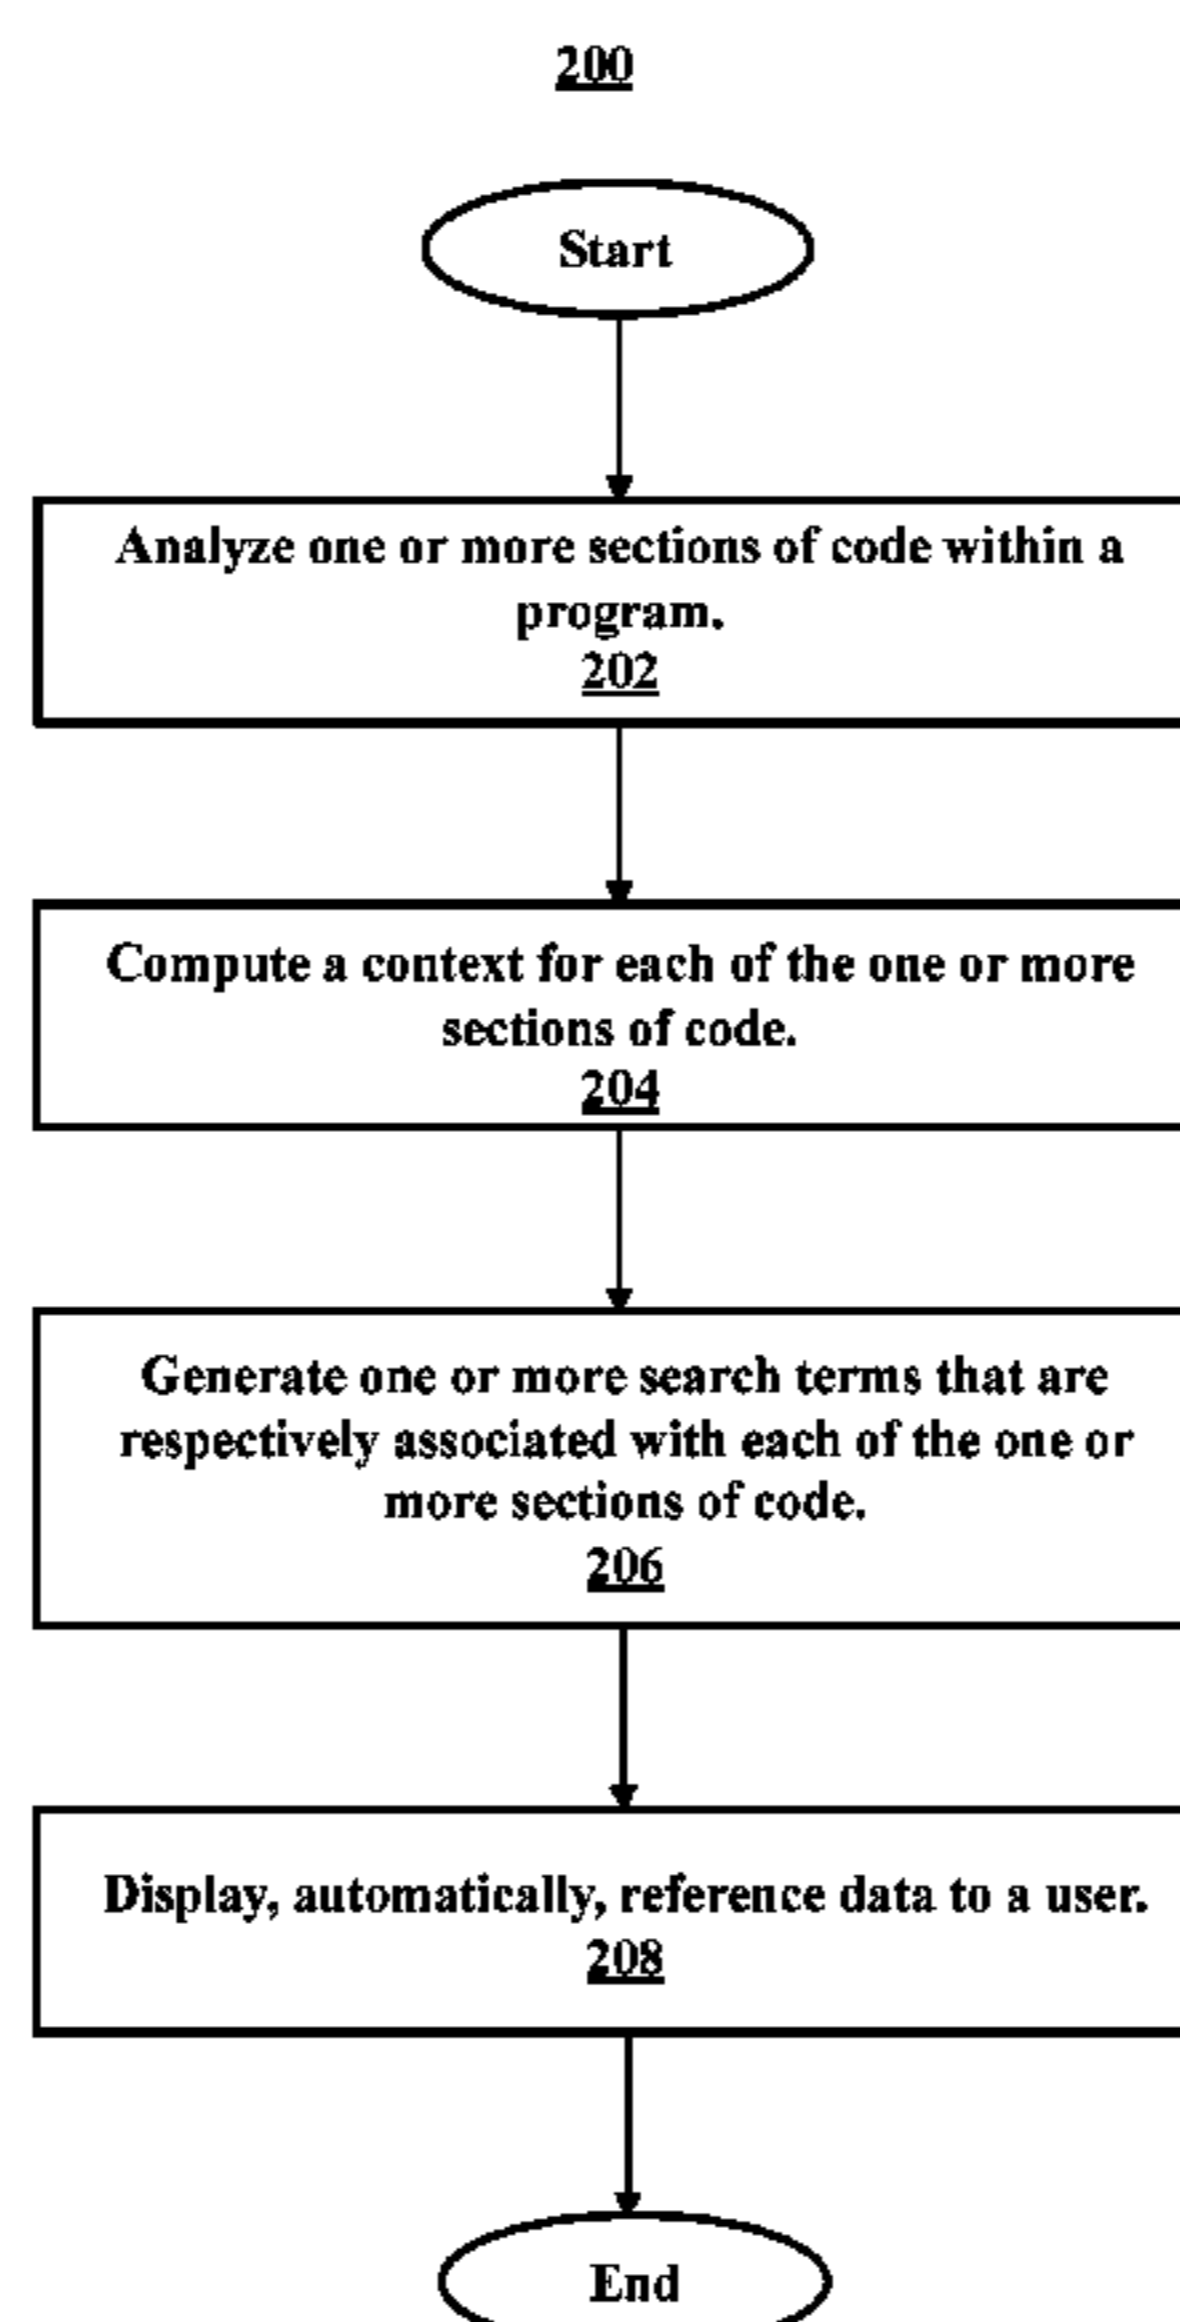 200
Start
Analyze one or more sections of code within a
program.
202
Compute a context for each of the one or more
sections of code.
204
Generate one or more search terms that are
respectively associated with each of the one or
more sections of code.
206
Display, automatically, reference data to a user.
208
End